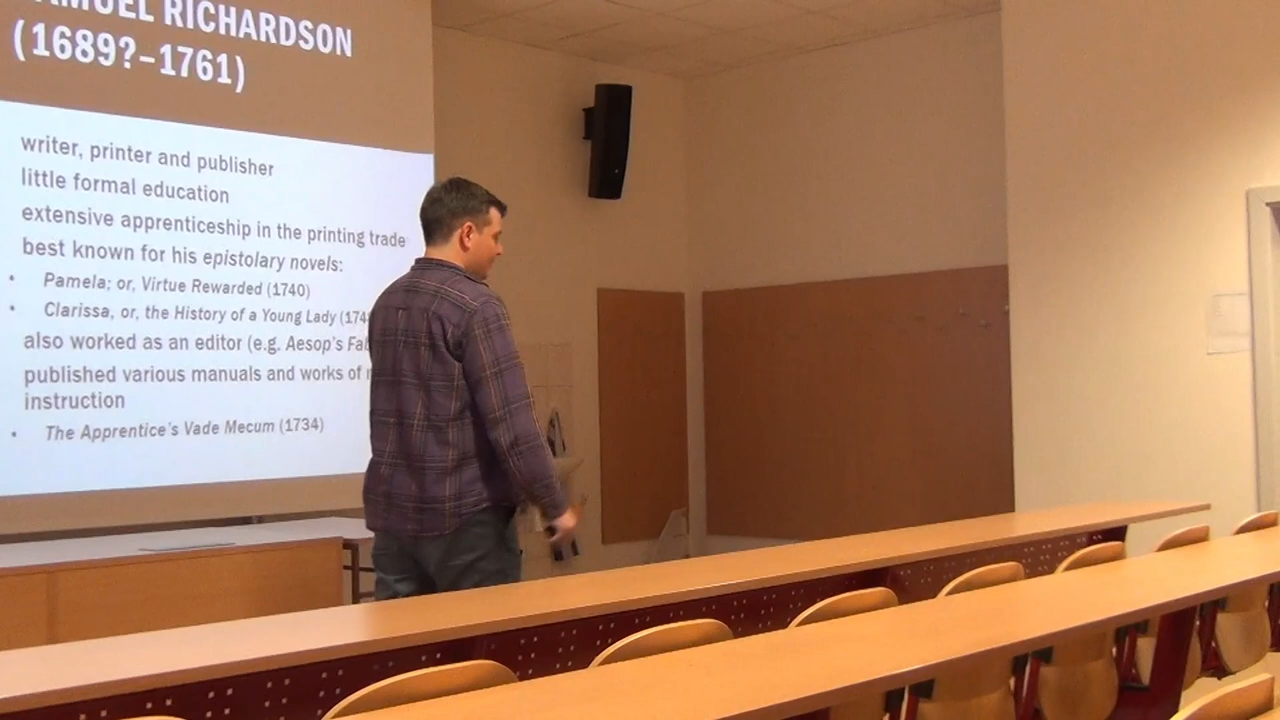 RICHARDSON
(1689?–1761)
writer, printer and publisher
little formal education
extensive apprenticeship in the printing trade
best known for his epistolary novels:
• Pamela; or, Virtue Rewarded (1740)
• Clarissa, or, the History of a Young Lady
also worked as an editor (e.g. Aesop's
published various manuals and works of
instruction
• The Apprentice's Vade Mecum (1734)